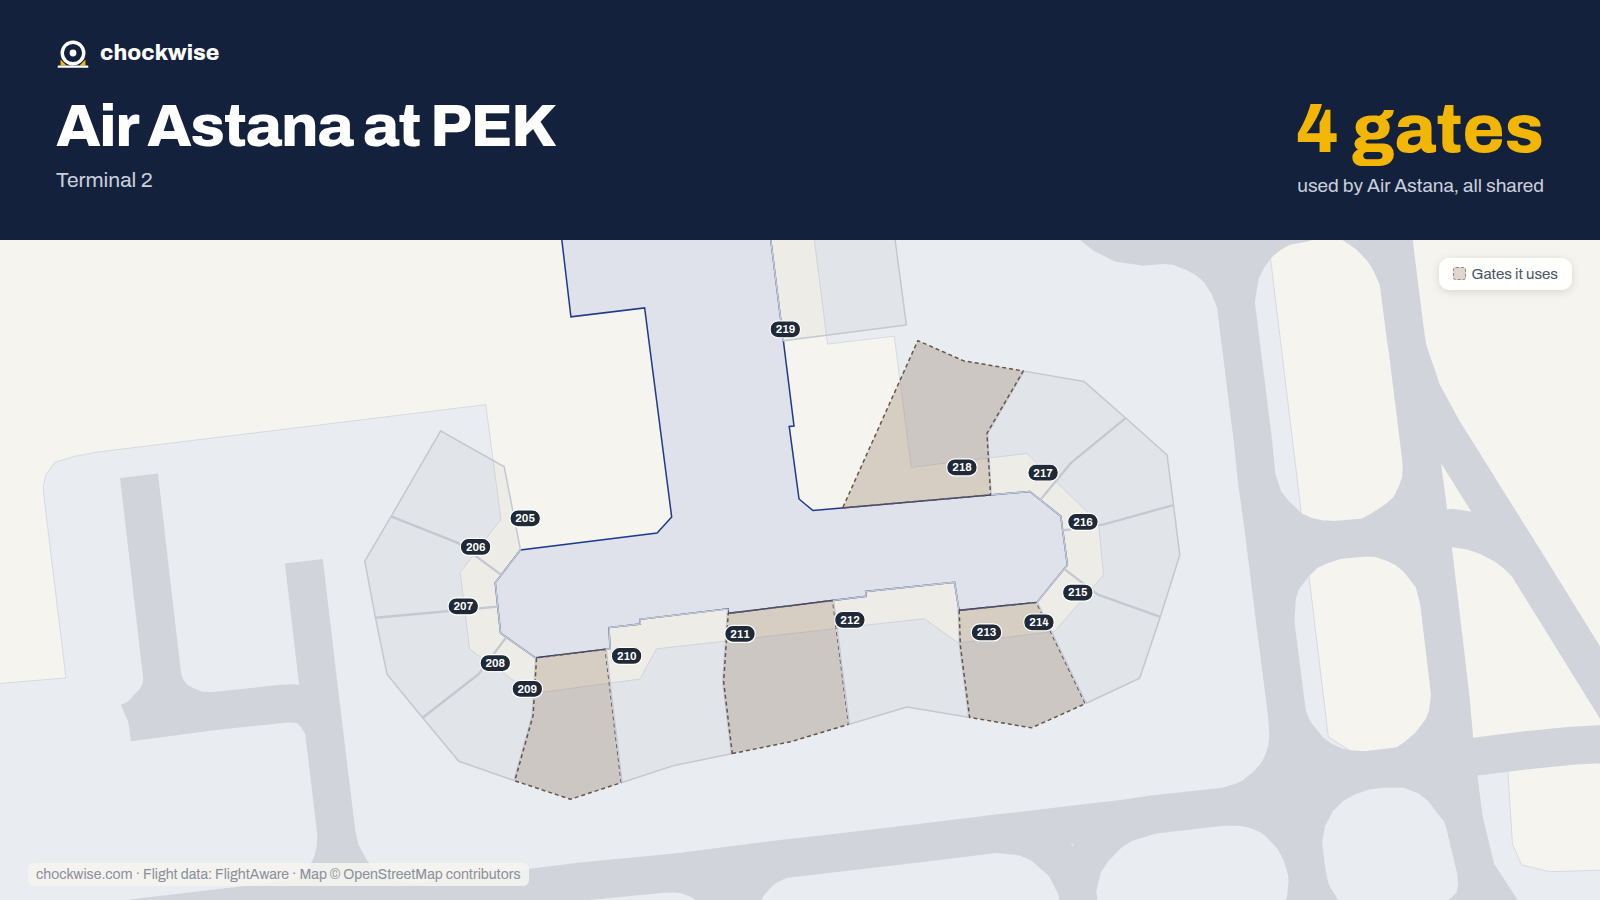 chockwise
Air Astana at PEK
Terminal 2
4 gates
used by Air Astana, all shared
Gates it uses
219
218
217
205
216
206
215
207
212
214
213
211
210
208
209
chockwise.com · Flight data: FlightAware · Map © OpenStreetMap contributors